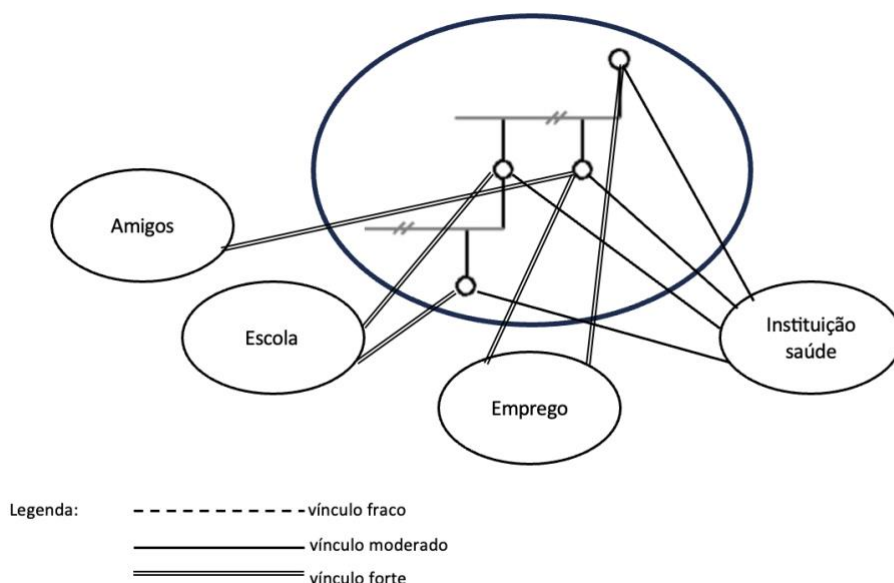 Amigos
Escola
Emprego
Instituição
saúde
Legenda:
vínculo fraco
vínculo moderado
vínculo forte